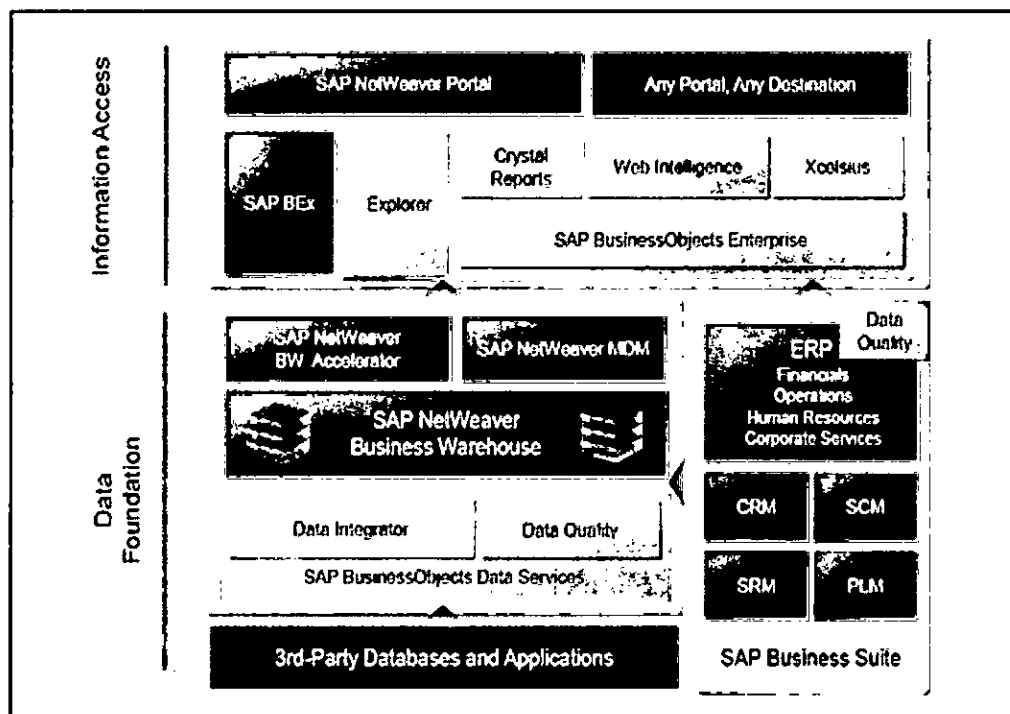 Information Access
SAP NetWeaver Portal
Any Portal, Any Destination
SAP BEx
Explorer
Crystal
Reports
Web Intelligence
Xcelsius
SAP BusinessObjects Enterprise
Data
Foundation
SAP NetWeaver
BW Accelerator
SAP NetWeaver MDM
SAP NetWeaver
Business Warehouse
Data Integrator
Data Quality
SAP BusinessObjects Data Services
3rd-Party Databases and Applications
Data
Quality
ERP
Financials
Operations
Human Resources
Corporate Services
CRM
SCM
SRM
PLM
SAP Business Suite